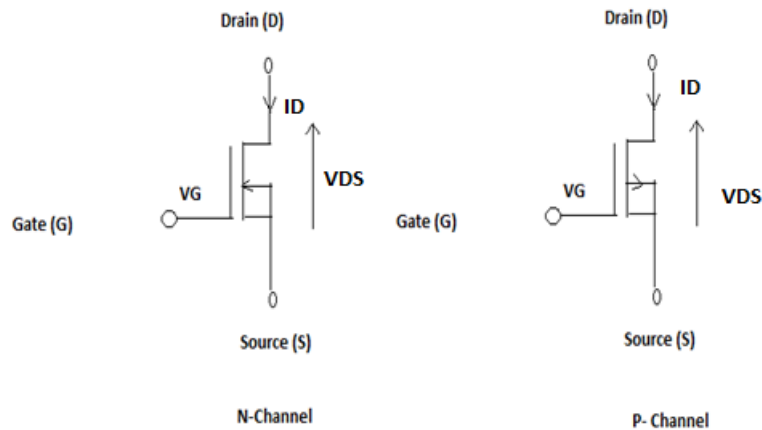 Drain (D)
ID
VDS
VG
Gate (G)
Source (S)
N-Channel
Drain (D)
ID
VDS
VG
Gate (G)
Source (S)
P- Channel